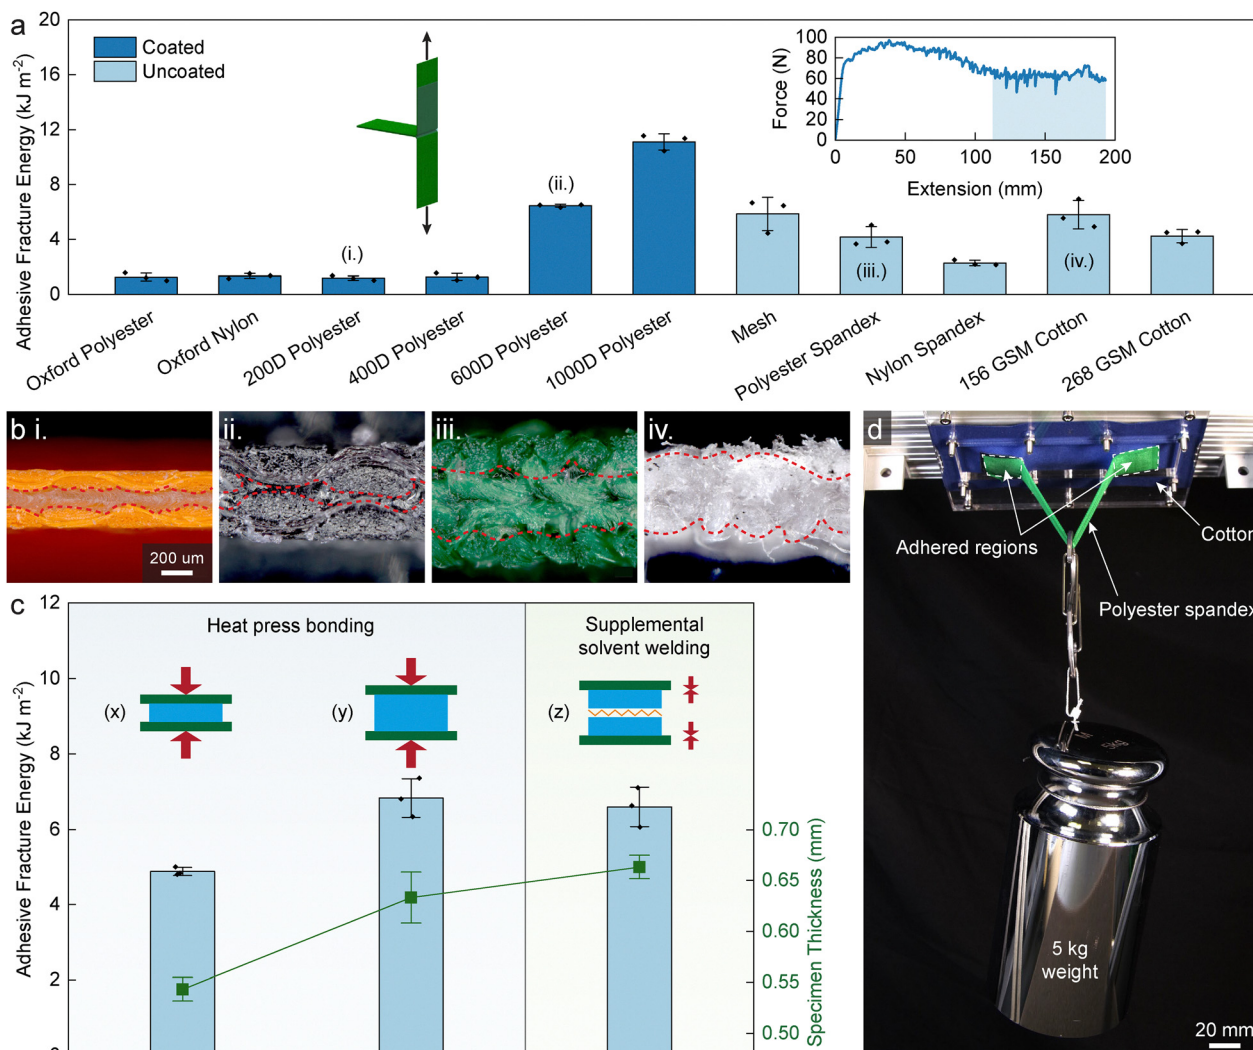 a
Adhesive Fracture Energy (kJ m-2)
20
16
12
8
4
0
Coated
Uncoated
(i.)
(ii.)
(iii.)
(iv.)
Force (N)
100
80
60
40
20
0
0 50 100 150 200
Extension (mm)
Oxford Polyester
Oxford Nylon
200D Polyester
400D Polyester
600D Polyester
1000D Polyester
Mesh
Polyester Spandex
Nylon Spandex
156 GSM Cotton
268 GSM Cotton
b i.
200 um
ii.
iii.
iv.
c
Adhesive Fracture Energy (kJ m-2)
12
10
8
6
4
2
Heat press bonding
Supplemental
solvent welding
(x)
(y)
(z)
0.70
0.65
0.60
0.55
0.50
Specimen Thickness (mm)
d
Adhered regions
Cotton
Polyester spandex
5 kg
weight
20 mm